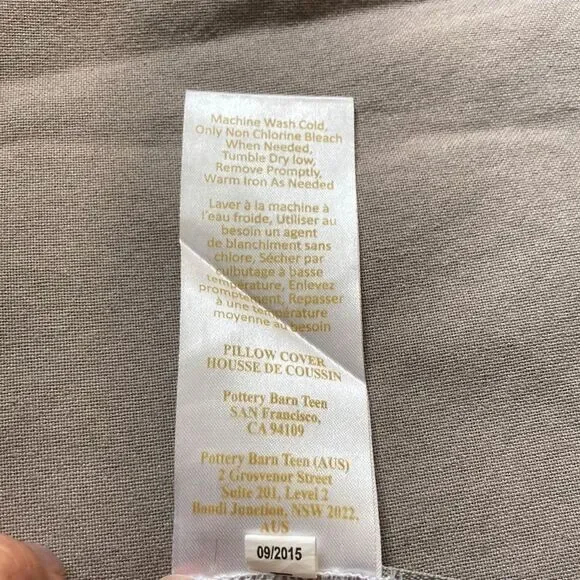 Machine Wash Cold,
Only Non Chlorine Bleach
When Needed,
Tumble Dry low,
Remove Promptly,
Warm Iron As Needed
Laver à la machine à
l'eau froide, Utiliser au
besoin un agent
de blanchiment sans
chlore, Sécher par
culbutage à basse
température, Enlevez
promptement, Repasser
à une température
moyenne au besoin
PILLOW COVER
HOUSSE DE COUSSIN
Pottery Barn Teen
SAN Francisco,
CA 94109
Pottery Barn Teen (AUS)
2 Grosvenor Street
Suite 201, Level 2
Bondi Junction, NSW 2022,
AUS
09/2015